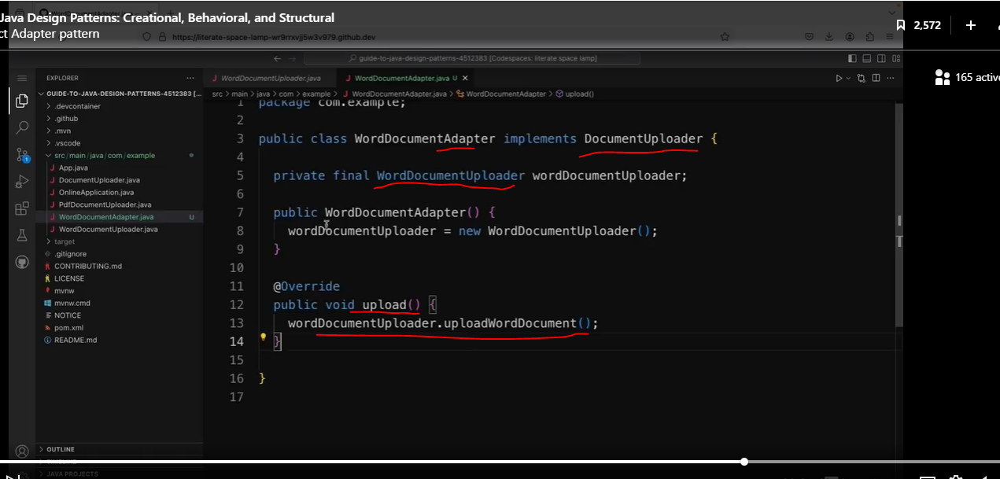 Java Design Patterns: Creational, Behavioral, and Structural
ct Adapter pattern
2,572
165 active
https://literate-space-lamp-wr9rrxvjj5w3v979.github.dev
guide-to-java-design-patterns-4512383 [Codespaces: literate space lamp]
EXPLORER
GUIDE-TO-JAVA-DESIGN-PATTERNS-4512383 [...
.devcontainer
.github
.mvn
.vscode
src / main / java / com / example
App.java
DocumentUploader.java
OnlineApplication.java
PdfDocumentUploader.java
WordDocumentAdapter.java U
WordDocumentUploader.java
target
.gitignore
CONTRIBUTING.md
LICENSE
mvnw
mvnw.cmd
NOTICE
pom.xml
README.md
OUTLINE
TIMELINE
JAVA PROJECTS
WordDocumentUploader.java
WordDocumentAdapter.java U
src > main > java > com > example > WordDocumentAdapter.java > WordDocumentAdapter > upload()
1 package com.example;
2
3 public class WordDocumentAdapter implements DocumentUploader {
4
5 private final WordDocumentUploader wordDocumentUploader;
6
7 public WordDocumentAdapter() {
8 wordDocumentUploader = new WordDocumentUploader();
9 }
10
11 @Override
12 public void upload() {
13 wordDocumentUploader.uploadWordDocument();
14 }
15
16 }
17